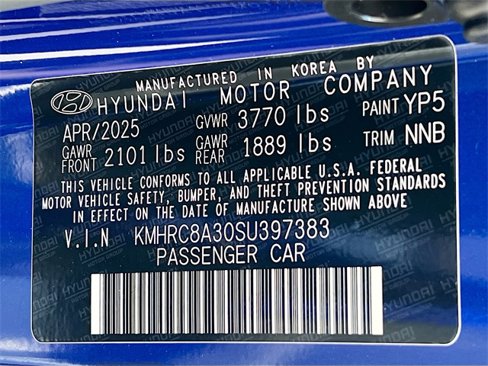 MANUFACTURED IN KOREA BY
HYUNDAI MOTOR COMPANY
APR/2025 GVWR 3770 lbs PAINT YP5
GAWR FRONT 2101 lbs GAWR REAR 1889 lbs TRIM NNB
THIS VEHICLE CONFORMS TO ALL APPLICABLE U.S.A. FEDERAL
MOTOR VEHICLE SAFETY, BUMPER, AND THEFT PREVENTION STANDARDS
IN EFFECT ON THE DATE OF MANUFACTURE SHOWN ABOVE.
V.I.N KMHRC8A30SU397383
PASSENGER CAR